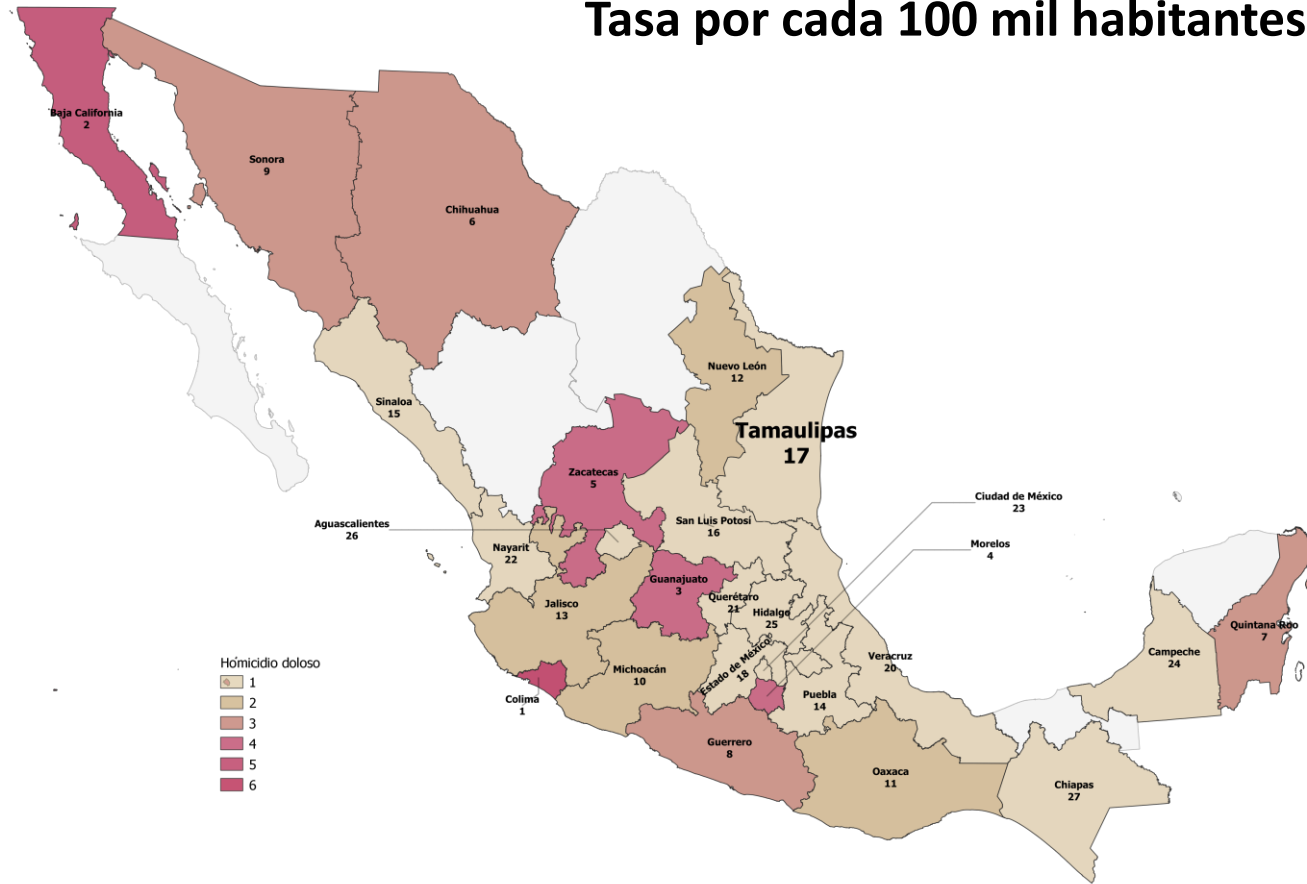 Tasa por cada 100 mil habitantes
Baja California
2
Sonora
9
Chihuahua
6
Nuevo León
12
Sinaloa
15
Tamaulipas
17
Zacatecas
5
Ciudad de México
23
Aguascalientes
26
San Luis Potosí
16
Nayarit
22
Morelos
4
Guanajuato
3
Querétaro
21
Jalisco
13
Hidalgo
25
Quintana Roo
7
Campeche
24
Veracruz
20
Estado de México
18
Michoacán
10
Puebla
14
Colima
1
Guerrero
8
Oaxaca
11
Chiapas
27
Homicidio doloso
1
2
3
4
5
6